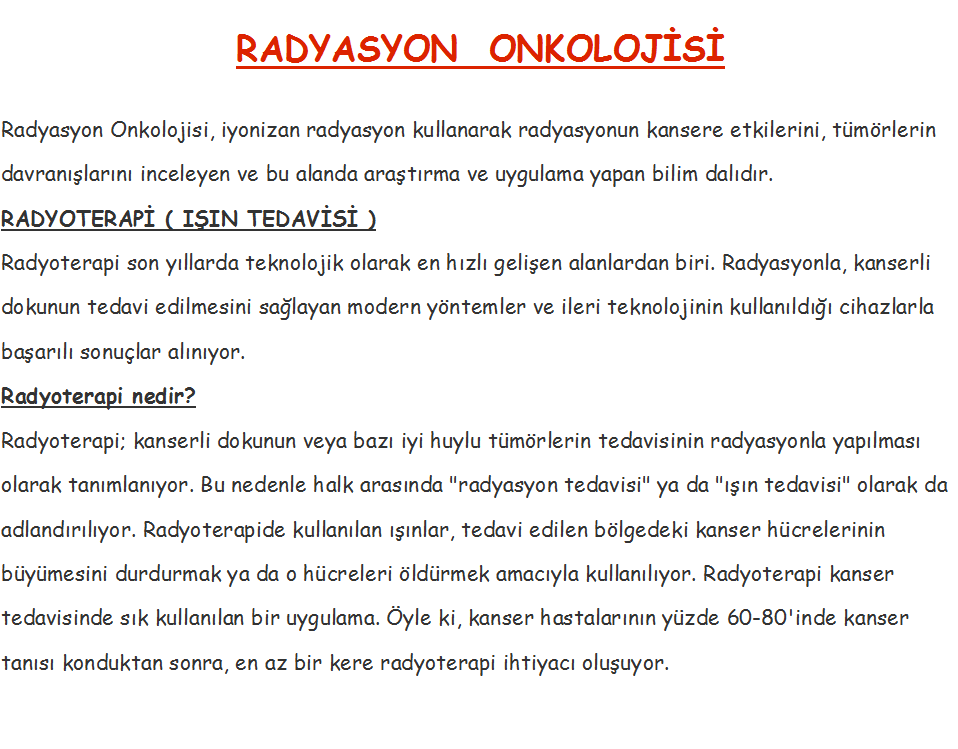 RADYASYON ONKOLOJİSİ
Radyasyon Onkolojisi, iyonizan radyasyon kullanarak radyasyonun kansere etkilerini, tümörlerin
davranışlarını inceleyen ve bu alanda araştırma ve uygulama yapan bilim dalıdır.
RADYOTERAPİ ( IŞIN TEDAVİSİ )
Radyoterapi son yıllarda teknolojik olarak en hızlı gelişen alanlardan biri. Radyasyonla, kanserli
dokunun tedavi edilmesini sağlayan modern yöntemler ve ileri teknolojinin kullanıldığı cihazlarla
başarılı sonuçlar alınıyor.
Radyoterapi nedir?
Radyoterapi; kanserli dokunun veya bazı iyi huylu tümörlerin tedavisinin radyasyonla yapılması
olarak tanımlanıyor. Bu nedenle halk arasında "radyasyon tedavisi" ya da "ışın tedavisi" olarak da
adlandırılıyor. Radyoterapide kullanılan ışınlar, tedavi edilen bölgedeki kanser hücrelerinin
büyümesini durdurmak ya da o hücreleri öldürmek amacıyla kullanılıyor. Radyoterapi kanser
tedavisinde sık kullanılan bir uygulama. Öyle ki, kanser hastalarının yüzde 60-80'inde kanser
tanısı konduktan sonra, en az bir kere radyoterapi ihtiyacı oluşuyor.